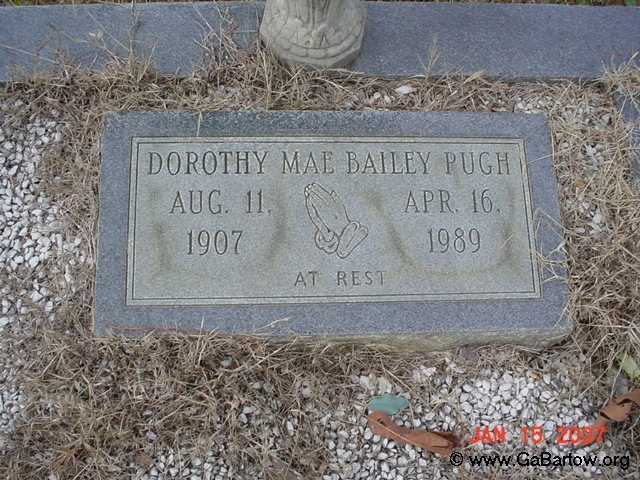 DOROTHY MAE BAILEY PUGH
AUG. 11, APR. 16,
1907 1989
AT REST
JAN 15 2007
© www.GaBartow.org